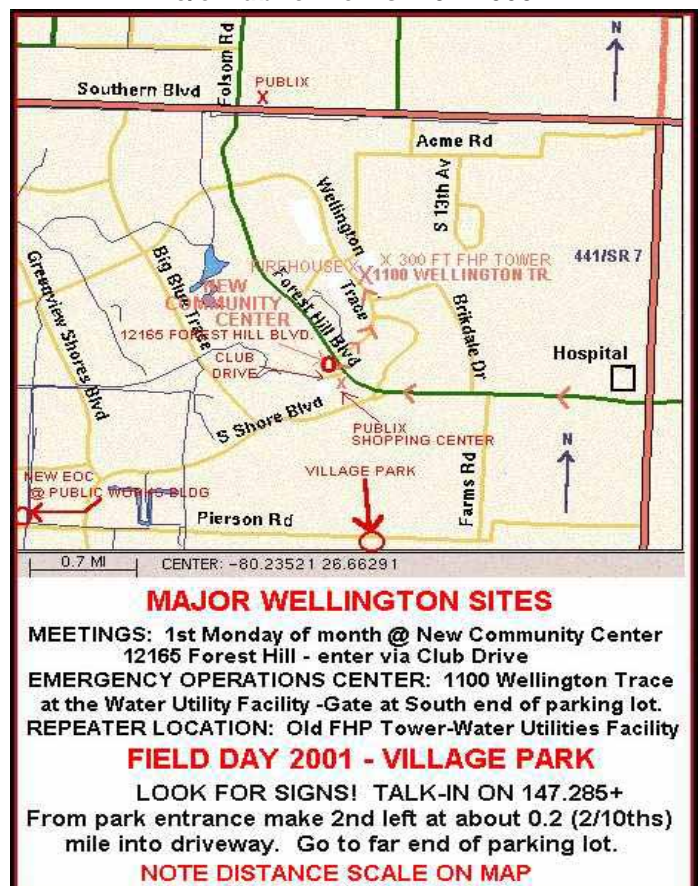 N
Folsom Rd
PUBLIX
X
Southern Blvd
Acme Rd
S 13th Av
Wellington
Trace
X 300 FT FHP TOWER
441/SR 7
FIREHOUSE X
X 1100 WELLINGTON TR.
Greenview Shores Blvd
Big Blue Trace
NEW
COMMUNITY
CENTER
Forest Hill Blvd
Brikdale Dr
12165 FOREST HILL BLVD.
Hospital
CLUB
DRIVE
X
S Shore Blvd
PUBLIX
SHOPPING CENTER
N
VILLAGE PARK
Farms Rd
NEW EOC
@ PUBLIC WORKS BLDG
Pierson Rd
0.7 MI
CENTER: -80.23521 26.66291
MAJOR WELLINGTON SITES
MEETINGS: 1st Monday of month @ New Community Center
12165 Forest Hill - enter via Club Drive
EMERGENCY OPERATIONS CENTER: 1100 Wellington Trace
at the Water Utility Facility -Gate at South end of parking lot.
REPEATER LOCATION: Old FHP Tower-Water Utilities Facility
FIELD DAY 2001 - VILLAGE PARK
LOOK FOR SIGNS! TALK-IN ON 147.285+
From park entrance make 2nd left at about 0.2 (2/10ths)
mile into driveway. Go to far end of parking lot.
NOTE DISTANCE SCALE ON MAP